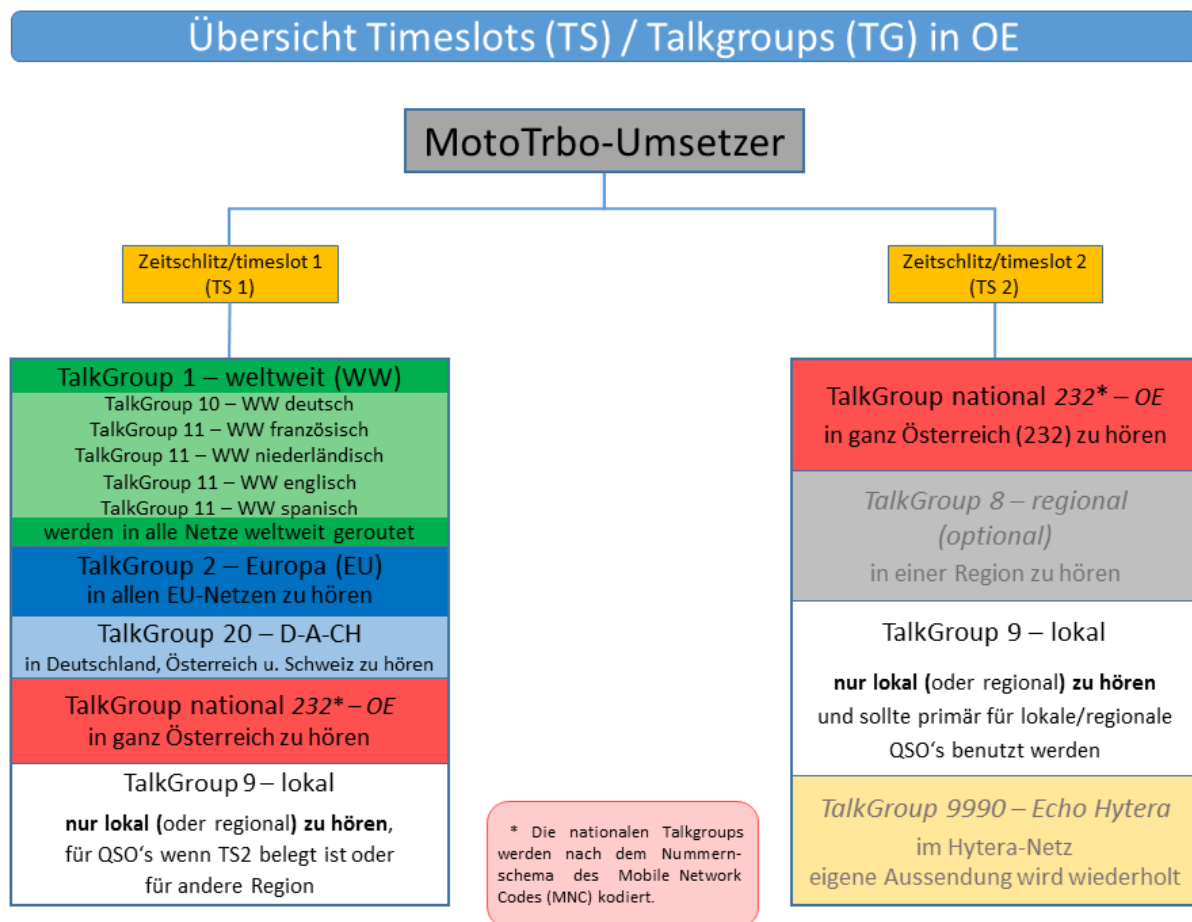 Übersicht Timeslots (TS) / Talkgroups (TG) in OE
MotoTrbo-Umsetzer
Zeitschlitz/timeslot 1
(TS 1)
TalkGroup 1 – weltweit (WW)
TalkGroup 10 – WW deutsch
TalkGroup 11 – WW französisch
TalkGroup 11 – WW niederländisch
TalkGroup 11 – WW englisch
TalkGroup 11 – WW spanisch
werden in alle Netze weltweit geroutet
TalkGroup 2 – Europa (EU)
in allen EU-Netzen zu hören
TalkGroup 20 – D-A-CH
in Deutschland, Österreich u. Schweiz zu hören
TalkGroup national 232* – OE
in ganz Österreich zu hören
TalkGroup 9 – lokal
nur lokal (oder regional) zu hören,
für QSO‘s wenn TS2 belegt ist oder
für andere Region
Zeitschlitz/timeslot 2
(TS 2)
TalkGroup national 232* – OE
in ganz Österreich (232) zu hören
TalkGroup 8 – regional
(optional)
in einer Region zu hören
TalkGroup 9 – lokal
nur lokal (oder regional) zu hören
und sollte primär für lokale/regionale
QSO‘s benutzt werden
TalkGroup 9990 – Echo Hytera
im Hytera-Netz
eigene Aussendung wird wiederholt
* Die nationalen Talkgroups
werden nach dem Nummern-
schema des Mobile Network
Codes (MNC) kodiert.